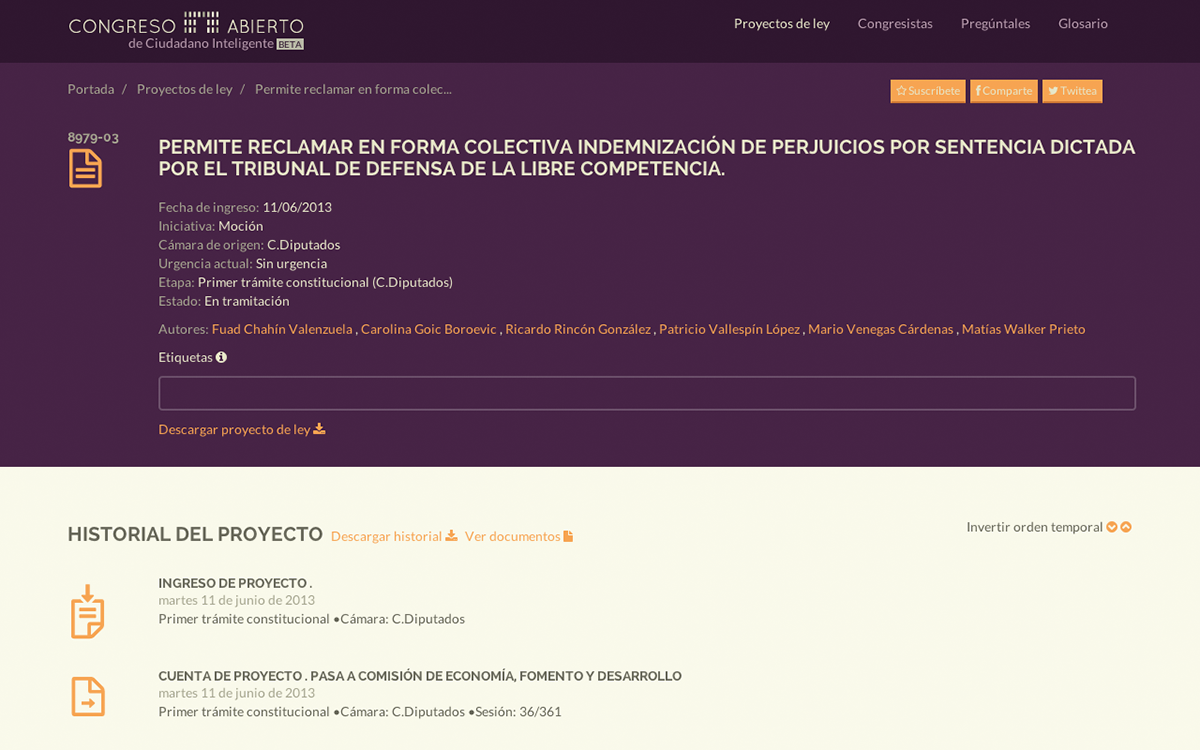 CONGRESO ABIERTO
de Ciudadano Inteligente BETA
Proyectos de ley Congresistas Pregúntales Glosario
Portada / Proyectos de ley / Permite reclamar en forma colec...
Suscríbete Comparte Twittea
8979-03
PERMITE RECLAMAR EN FORMA COLECTIVA INDEMNIZACIÓN DE PERJUICIOS POR SENTENCIA DICTADA
POR EL TRIBUNAL DE DEFENSA DE LA LIBRE COMPETENCIA.
Fecha de ingreso: 11/06/2013
Iniciativa: Moción
Cámara de origen: C.Diputados
Urgencia actual: Sin urgencia
Etapa: Primer trámite constitucional (C.Diputados)
Estado: En tramitación
Autores: Fuad Chahín Valenzuela , Carolina Goic Boroevic , Ricardo Rincón González , Patricio Vallespín López , Mario Venegas Cárdenas , Matías Walker Prieto
Etiquetas
Descargar proyecto de ley
HISTORIAL DEL PROYECTO Descargar historial Ver documentos
Invertir orden temporal
INGRESO DE PROYECTO .
martes 11 de junio de 2013
Primer trámite constitucional •Cámara: C.Diputados
CUENTA DE PROYECTO . PASA A COMISIÓN DE ECONOMÍA, FOMENTO Y DESARROLLO
martes 11 de junio de 2013
Primer trámite constitucional •Cámara: C.Diputados •Sesión: 36/361